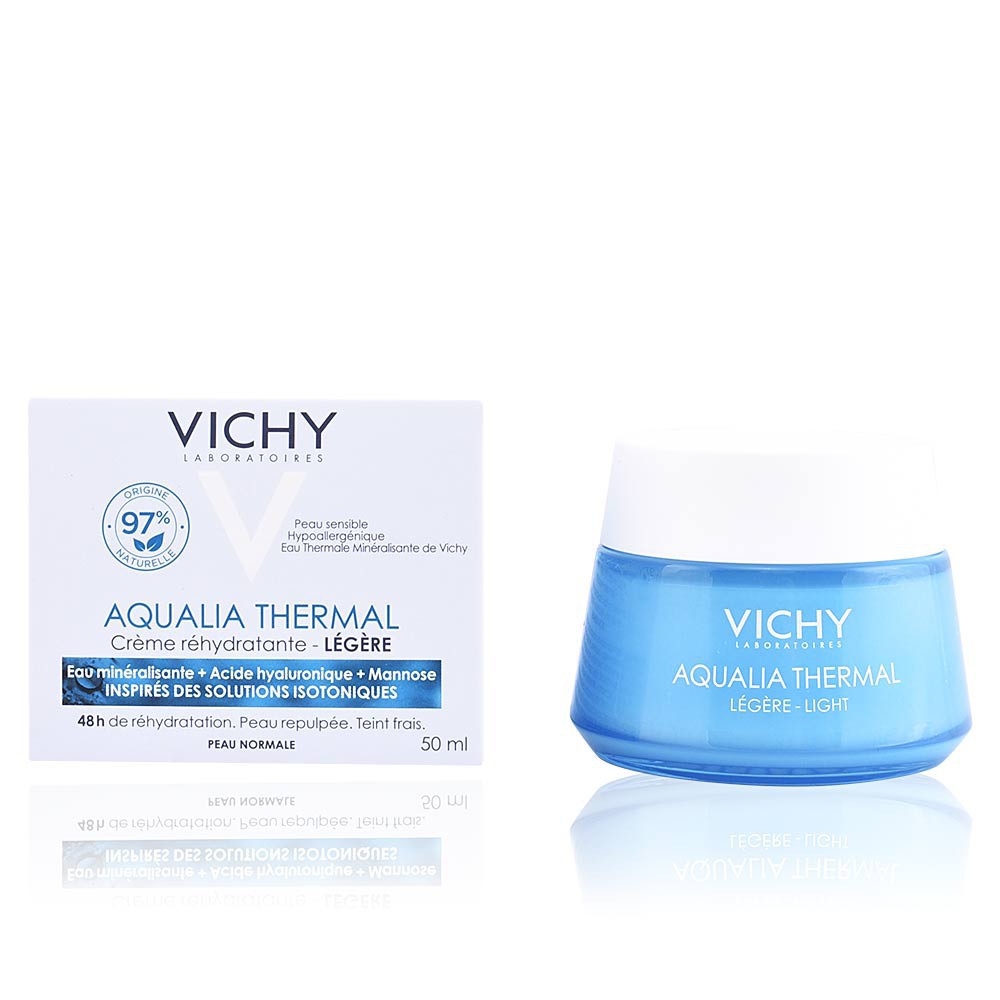 VICHY
LABORATOIRES
ORIGINE
97%
NATURELLE
Peau sensible
Hypoallergénique
Eau Thermale Minéralisante de Vichy
AQUALIA THERMAL
Crème réhydratante - LÉGÈRE
Eau minéralisante + Acide hyaluronique + Mannose
INSPIRÉS DES SOLUTIONS ISOTONIQUES
48h de réhydratation. Peau repulpée. Teint frais.
PEAU NORMALE
50 ml
VICHY
LABORATOIRES
AQUALIA THERMAL
LÉGÈRE - LIGHT